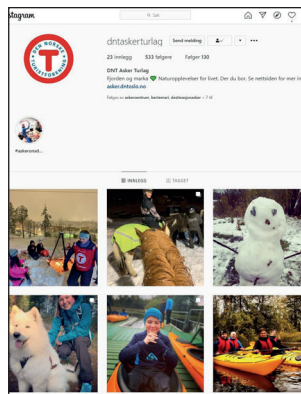 stagram
Søk
DEN NORSKE
TURISTFORENING
T
dntaskerturlag
Send melding
23 innlegg 533 følgere Følger 130
DNT Asker Turlag
Fjorden og marka 💚 Naturopplevelser for livet. Der du bor. Se nettsiden for mer in
asker.dntoslo.no
#askerorsd...
INNLEGG
TAGGET